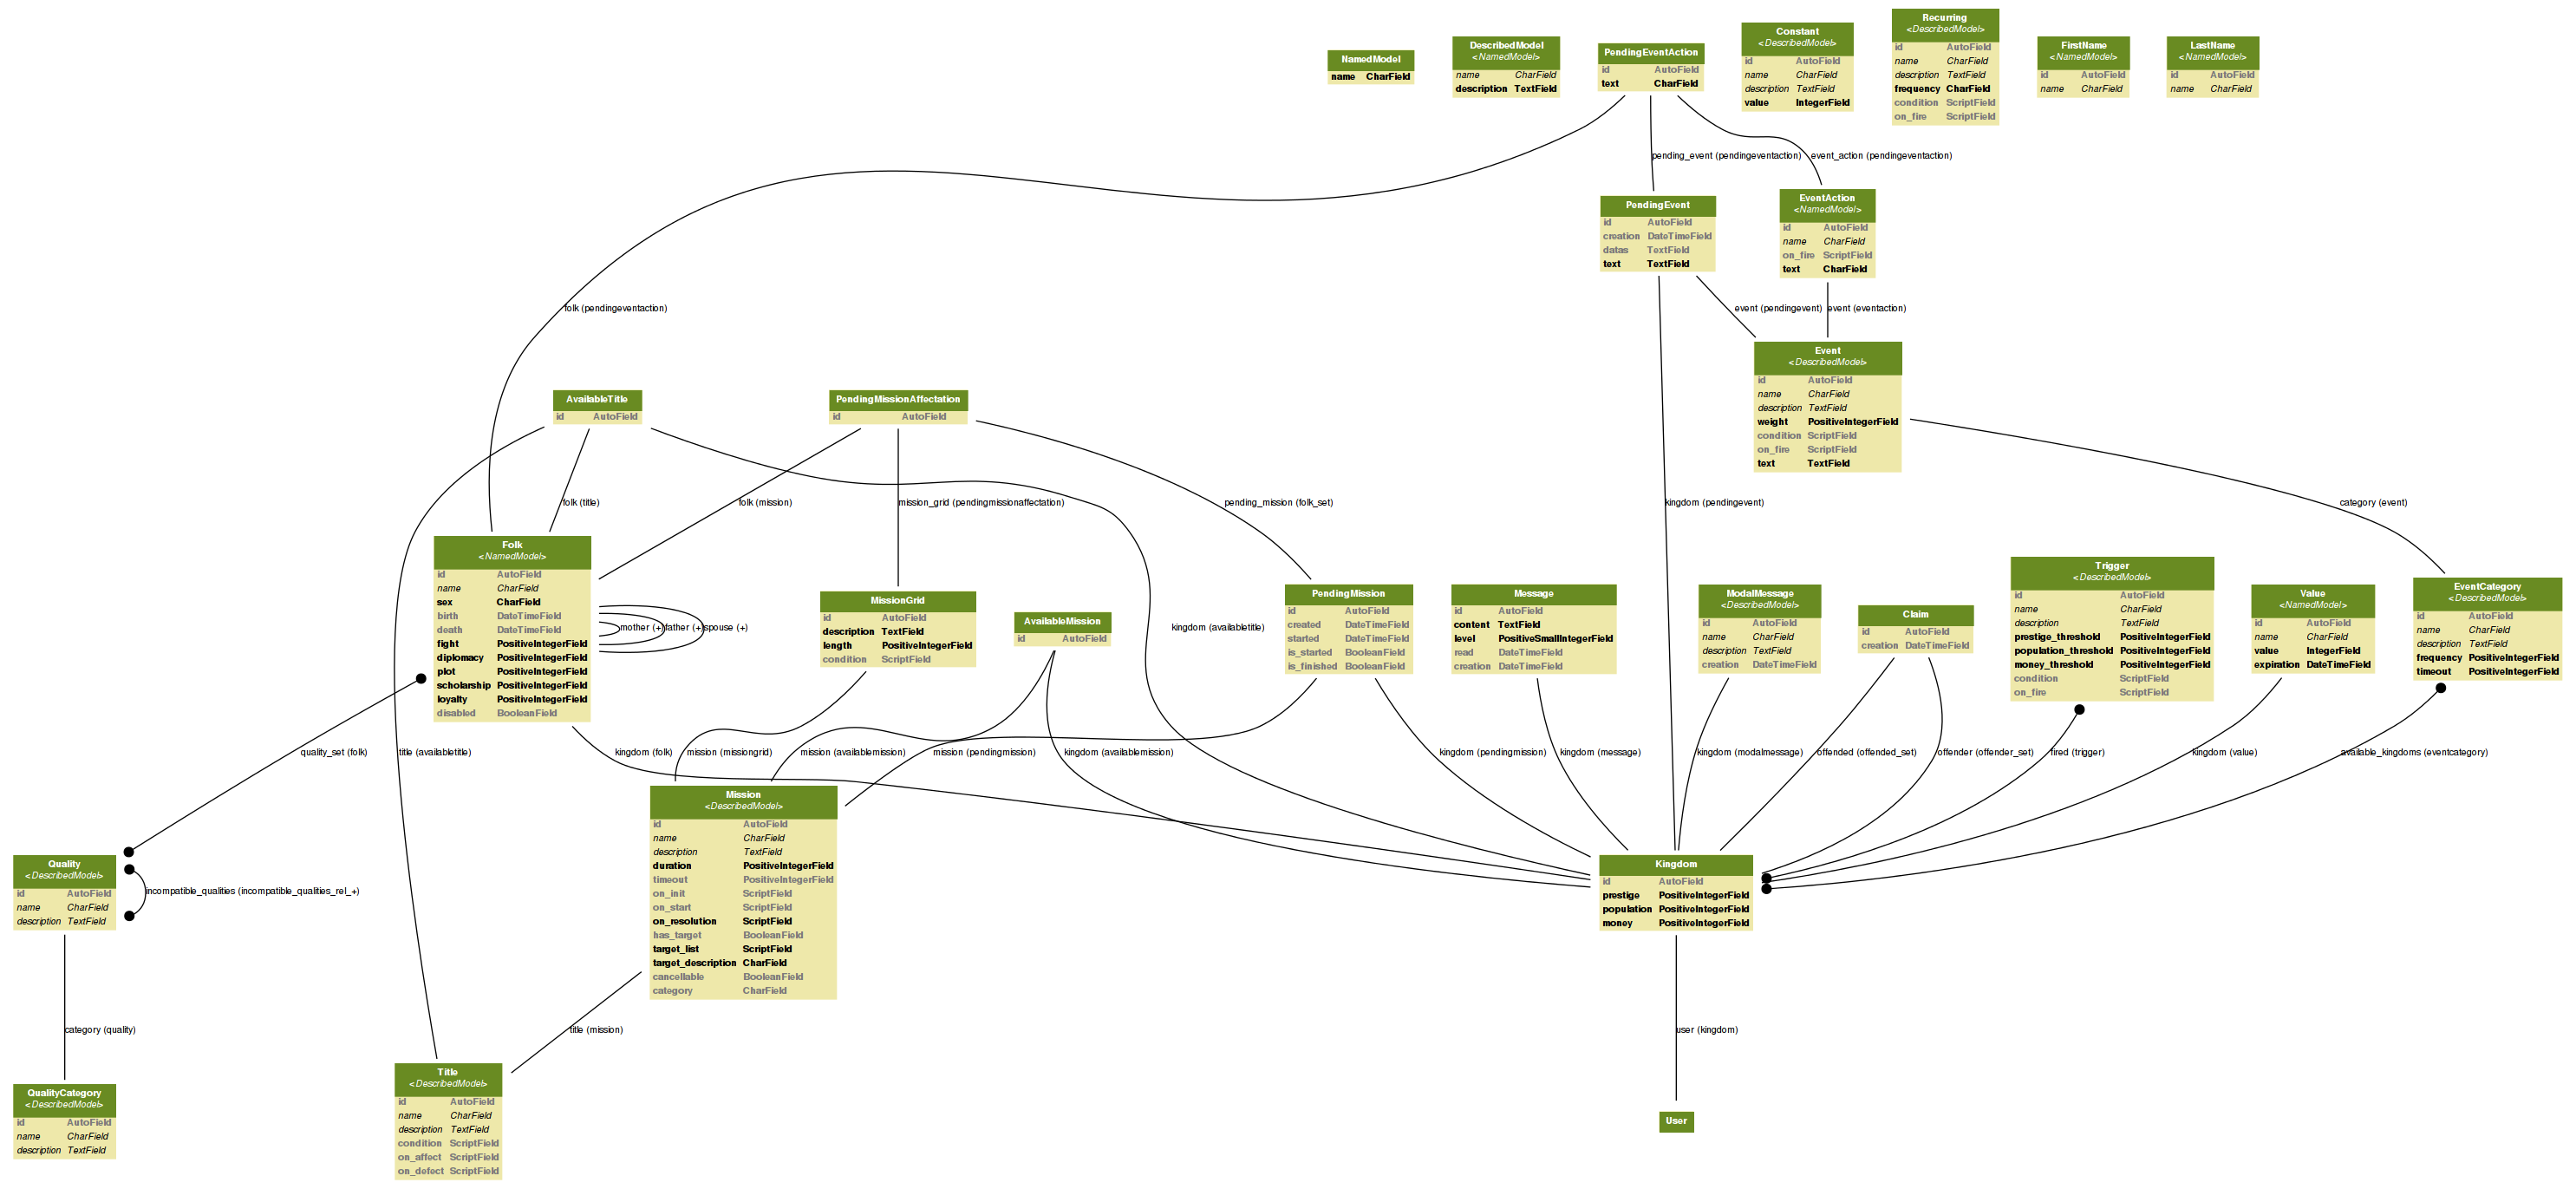 NamedModel
name CharField
DescribedModel
<NamedModel>
name CharField
description TextField
PendingEventAction
id AutoField
text CharField
Constant
<DescribedModel>
id AutoField
name CharField
description TextField
value IntegerField
Recurring
<DescribedModel>
id AutoField
name CharField
description TextField
frequency CharField
condition ScriptField
on_fire ScriptField
FirstName
<NamedModel>
id AutoField
name CharField
LastName
<NamedModel>
id AutoField
name CharField
pending_event (pendingeventaction)
event_action (pendingeventaction)
PendingEvent
id AutoField
creation DateTimeField
datas TextField
text TextField
EventAction
<NamedModel>
id AutoField
name CharField
on_fire ScriptField
text CharField
folk (pendingeventaction)
event (pendingevent)
event (eventaction)
Event
<DescribedModel>
id AutoField
name CharField
description TextField
weight PositiveIntegerField
condition ScriptField
on_fire ScriptField
text TextField
AvailableTitle
id AutoField
PendingMissionAffectation
id AutoField
folk (title)
folk (mission)
mission_grid (pendingmissionaffectation)
pending_mission (folk_set)
kingdom (pendingevent)
category (event)
Folk
<NamedModel>
id AutoField
name CharField
sex CharField
birth DateTimeField
death DateTimeField
fight PositiveIntegerField
diplomacy PositiveIntegerField
plot PositiveIntegerField
scholarship PositiveIntegerField
loyalty PositiveIntegerField
disabled BooleanField
mother (+)
father (+)
spouse (+)
MissionGrid
id AutoField
description TextField
length PositiveIntegerField
condition ScriptField
AvailableMission
id AutoField
kingdom (availabletitle)
PendingMission
id AutoField
created DateTimeField
started DateTimeField
is_started BooleanField
is_finished BooleanField
Message
id AutoField
content TextField
level PositiveSmallIntegerField
read DateTimeField
creation DateTimeField
ModalMessage
<DescribedModel>
id AutoField
name CharField
description TextField
creation DateTimeField
Claim
id AutoField
creation DateTimeField
Trigger
<DescribedModel>
id AutoField
name CharField
description TextField
prestige_threshold PositiveIntegerField
population_threshold PositiveIntegerField
money_threshold PositiveIntegerField
condition ScriptField
on_fire ScriptField
Value
<NamedModel>
id AutoField
name CharField
value IntegerField
expiration DateTimeField
EventCategory
<DescribedModel>
id AutoField
name CharField
description TextField
frequency PositiveIntegerField
timeout PositiveIntegerField
quality_set (folk)
title (availabletitle)
kingdom (folk)
mission (missiongrid)
mission (availablemission)
mission (pendingmission)
kingdom (availablemission)
kingdom (pendingmission)
kingdom (message)
kingdom (modalmessage)
offended (offended_set)
offender (offender_set)
fired (trigger)
kingdom (value)
available_kingdoms (eventcategory)
Quality
<DescribedModel>
id AutoField
name CharField
description TextField
incompatible_qualities (incompatible_qualities_rel_+)
Mission
<DescribedModel>
id AutoField
name CharField
description TextField
duration PositiveIntegerField
timeout PositiveIntegerField
on_init ScriptField
on_start ScriptField
on_resolution ScriptField
has_target BooleanField
target_list ScriptField
target_description CharField
cancellable BooleanField
category CharField
Kingdom
id AutoField
prestige PositiveIntegerField
population PositiveIntegerField
money PositiveIntegerField
category (quality)
title (mission)
user (kingdom)
QualityCategory
<DescribedModel>
id AutoField
name CharField
description TextField
Title
<DescribedModel>
id AutoField
name CharField
description TextField
condition ScriptField
on_affect ScriptField
on_defect ScriptField
User